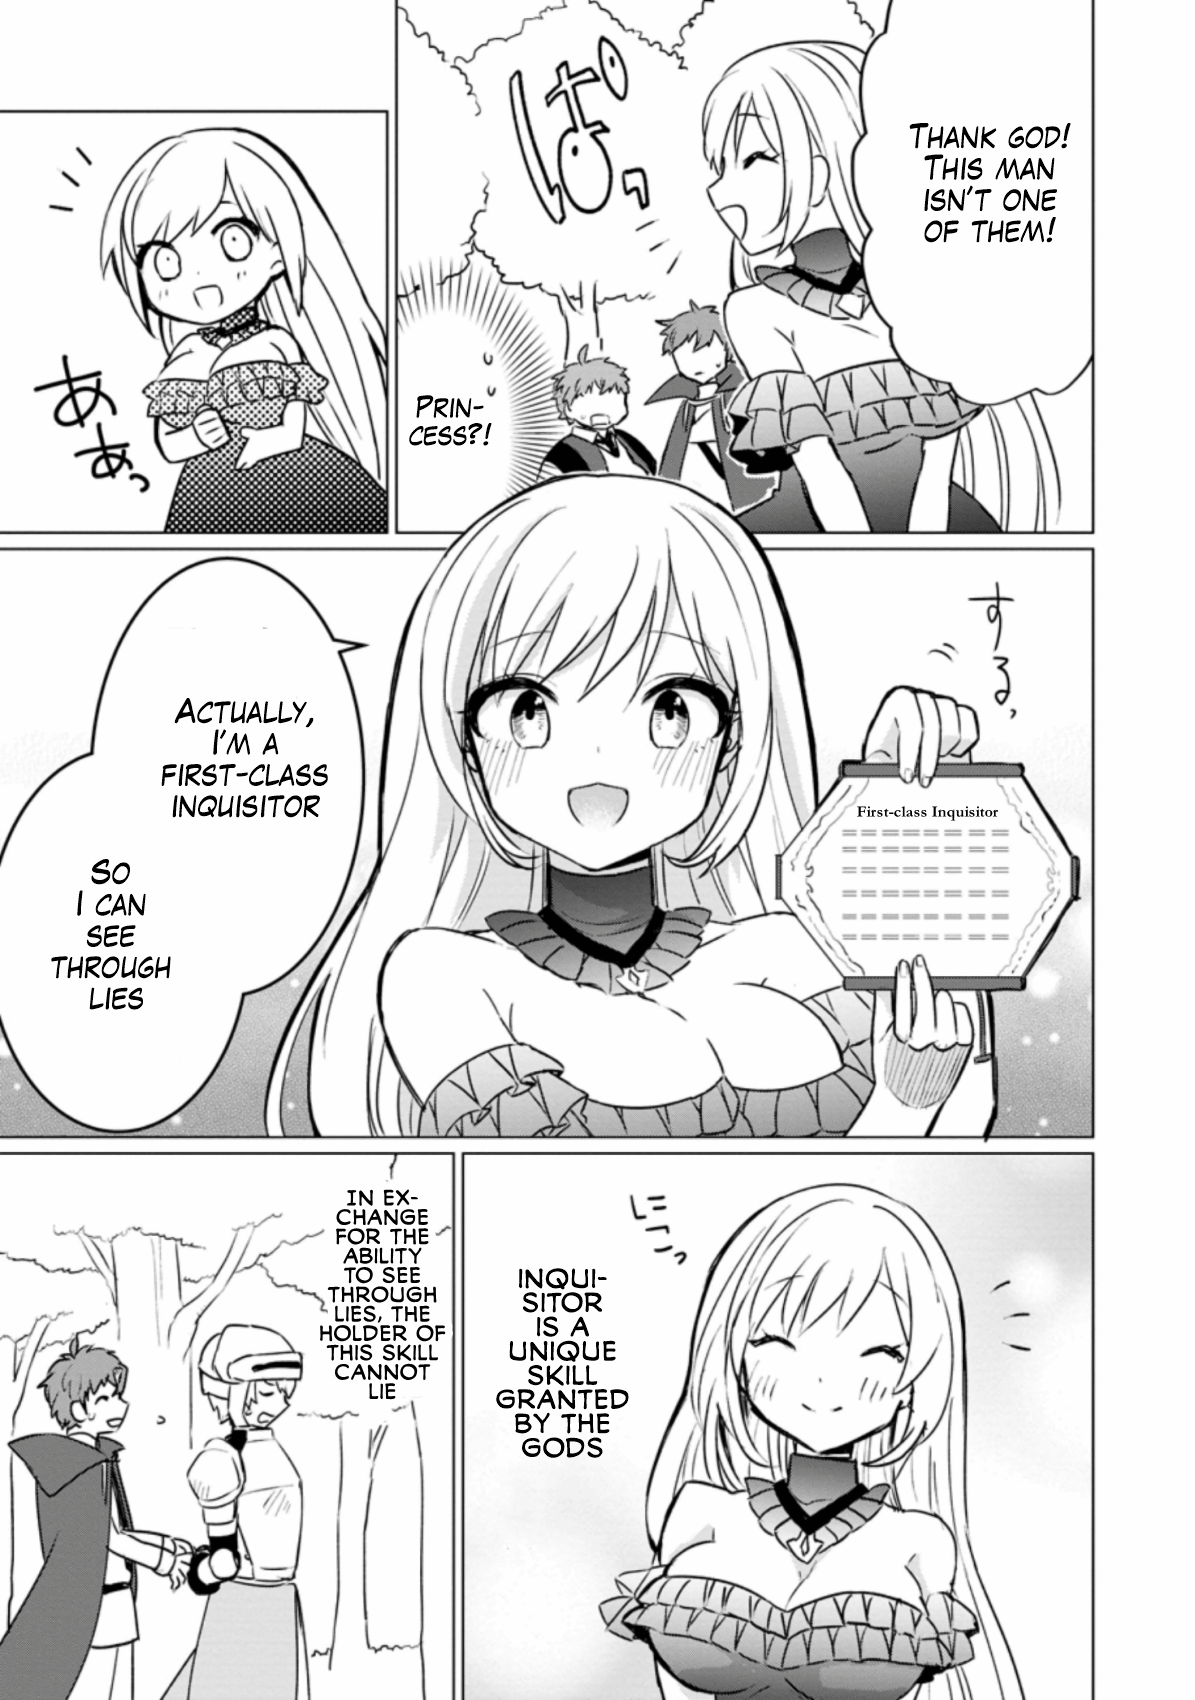 THANK GOD!
THIS MAN
ISN'T ONE
OF THEM!
ぱっ
PRIN-
CESS?!
あ
あっ
するっ
First-class Inquisitor
ACTUALLY,
I'M A
FIRST-CLASS
INQUISITOR
SO
I CAN
SEE
THROUGH
LIES
にこっ
INQUI-
SITOR
IS A
UNIQUE
SKILL
GRANTED
BY THE
GODS
IN EX-
CHANGE
FOR THE
ABILITY
TO SEE
THROUGH
LIES, THE
HOLDER OF
THIS SKILL
CANNOT
LIE